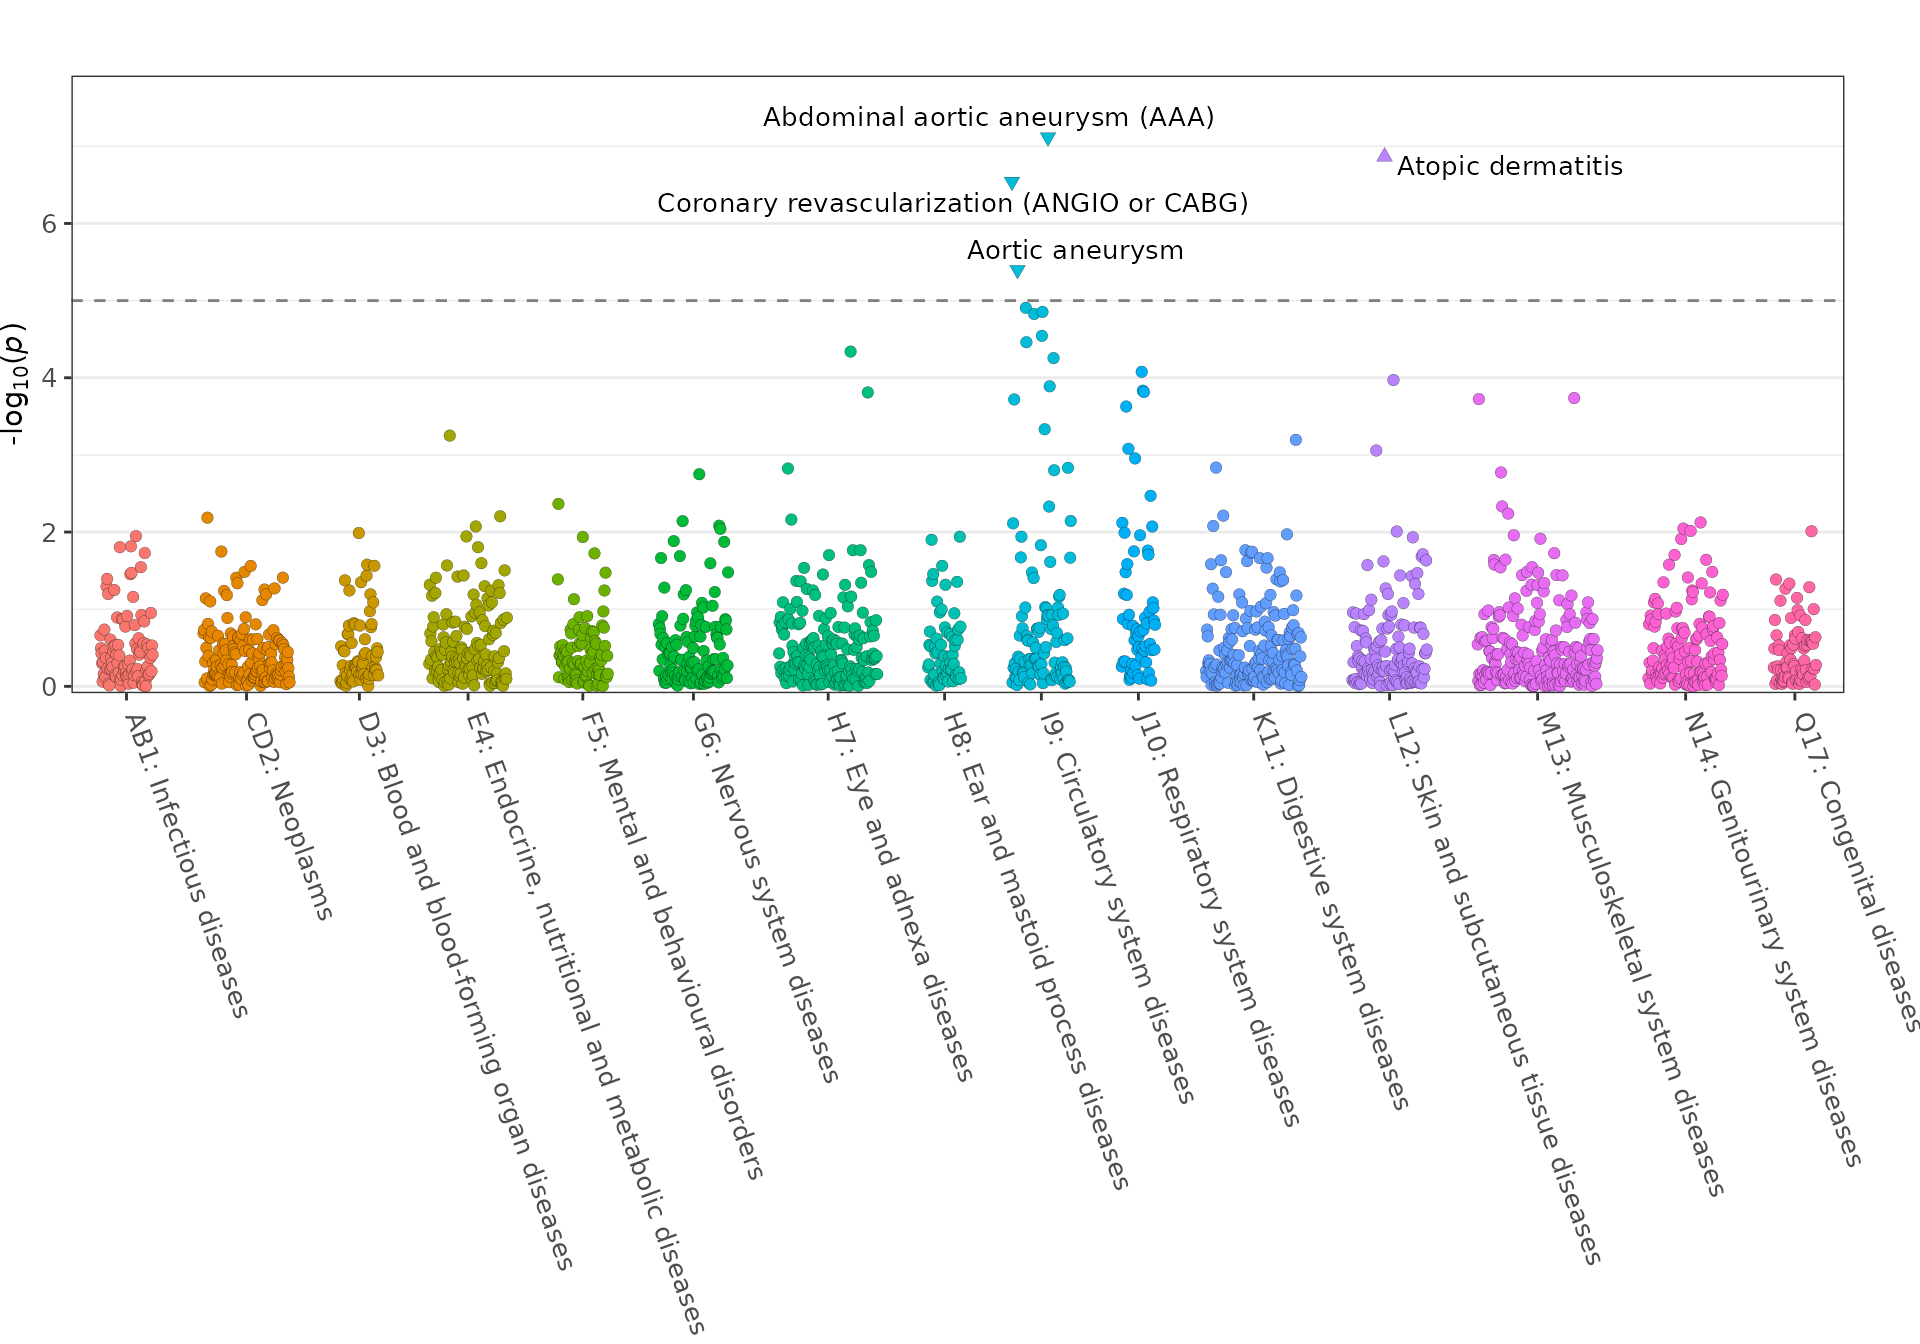 Abdominal aortic aneurysm (AAA)
Atopic dermatitis
Coronary revascularization (ANGIO or CABG)
Aortic aneurysm
-log10(p)
6
4
2
0
AB1: Infectious diseases
CD2: Neoplasms
D3: Blood and blood-forming organ diseases
E4: Endocrine, nutritional and metabolic diseases
F5: Mental and behavioural disorders
G6: Nervous system diseases
H7: Eye and adnexa diseases
H8: Ear and mastoid process diseases
I9: Circulatory system diseases
J10: Respiratory system diseases
K11: Digestive system diseases
L12: Skin and subcutaneous tissue diseases
M13: Musculoskeletal system diseases
N14: Genitourinary system diseases
Q17: Congenital diseases